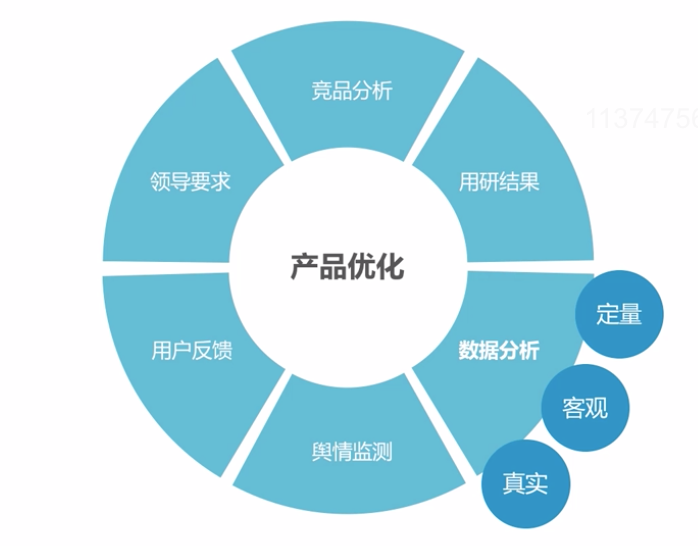 竞品分析
11374756
领导要求
用研结果
产品优化
定量
用户反馈
数据分析
客观
舆情监测
真实